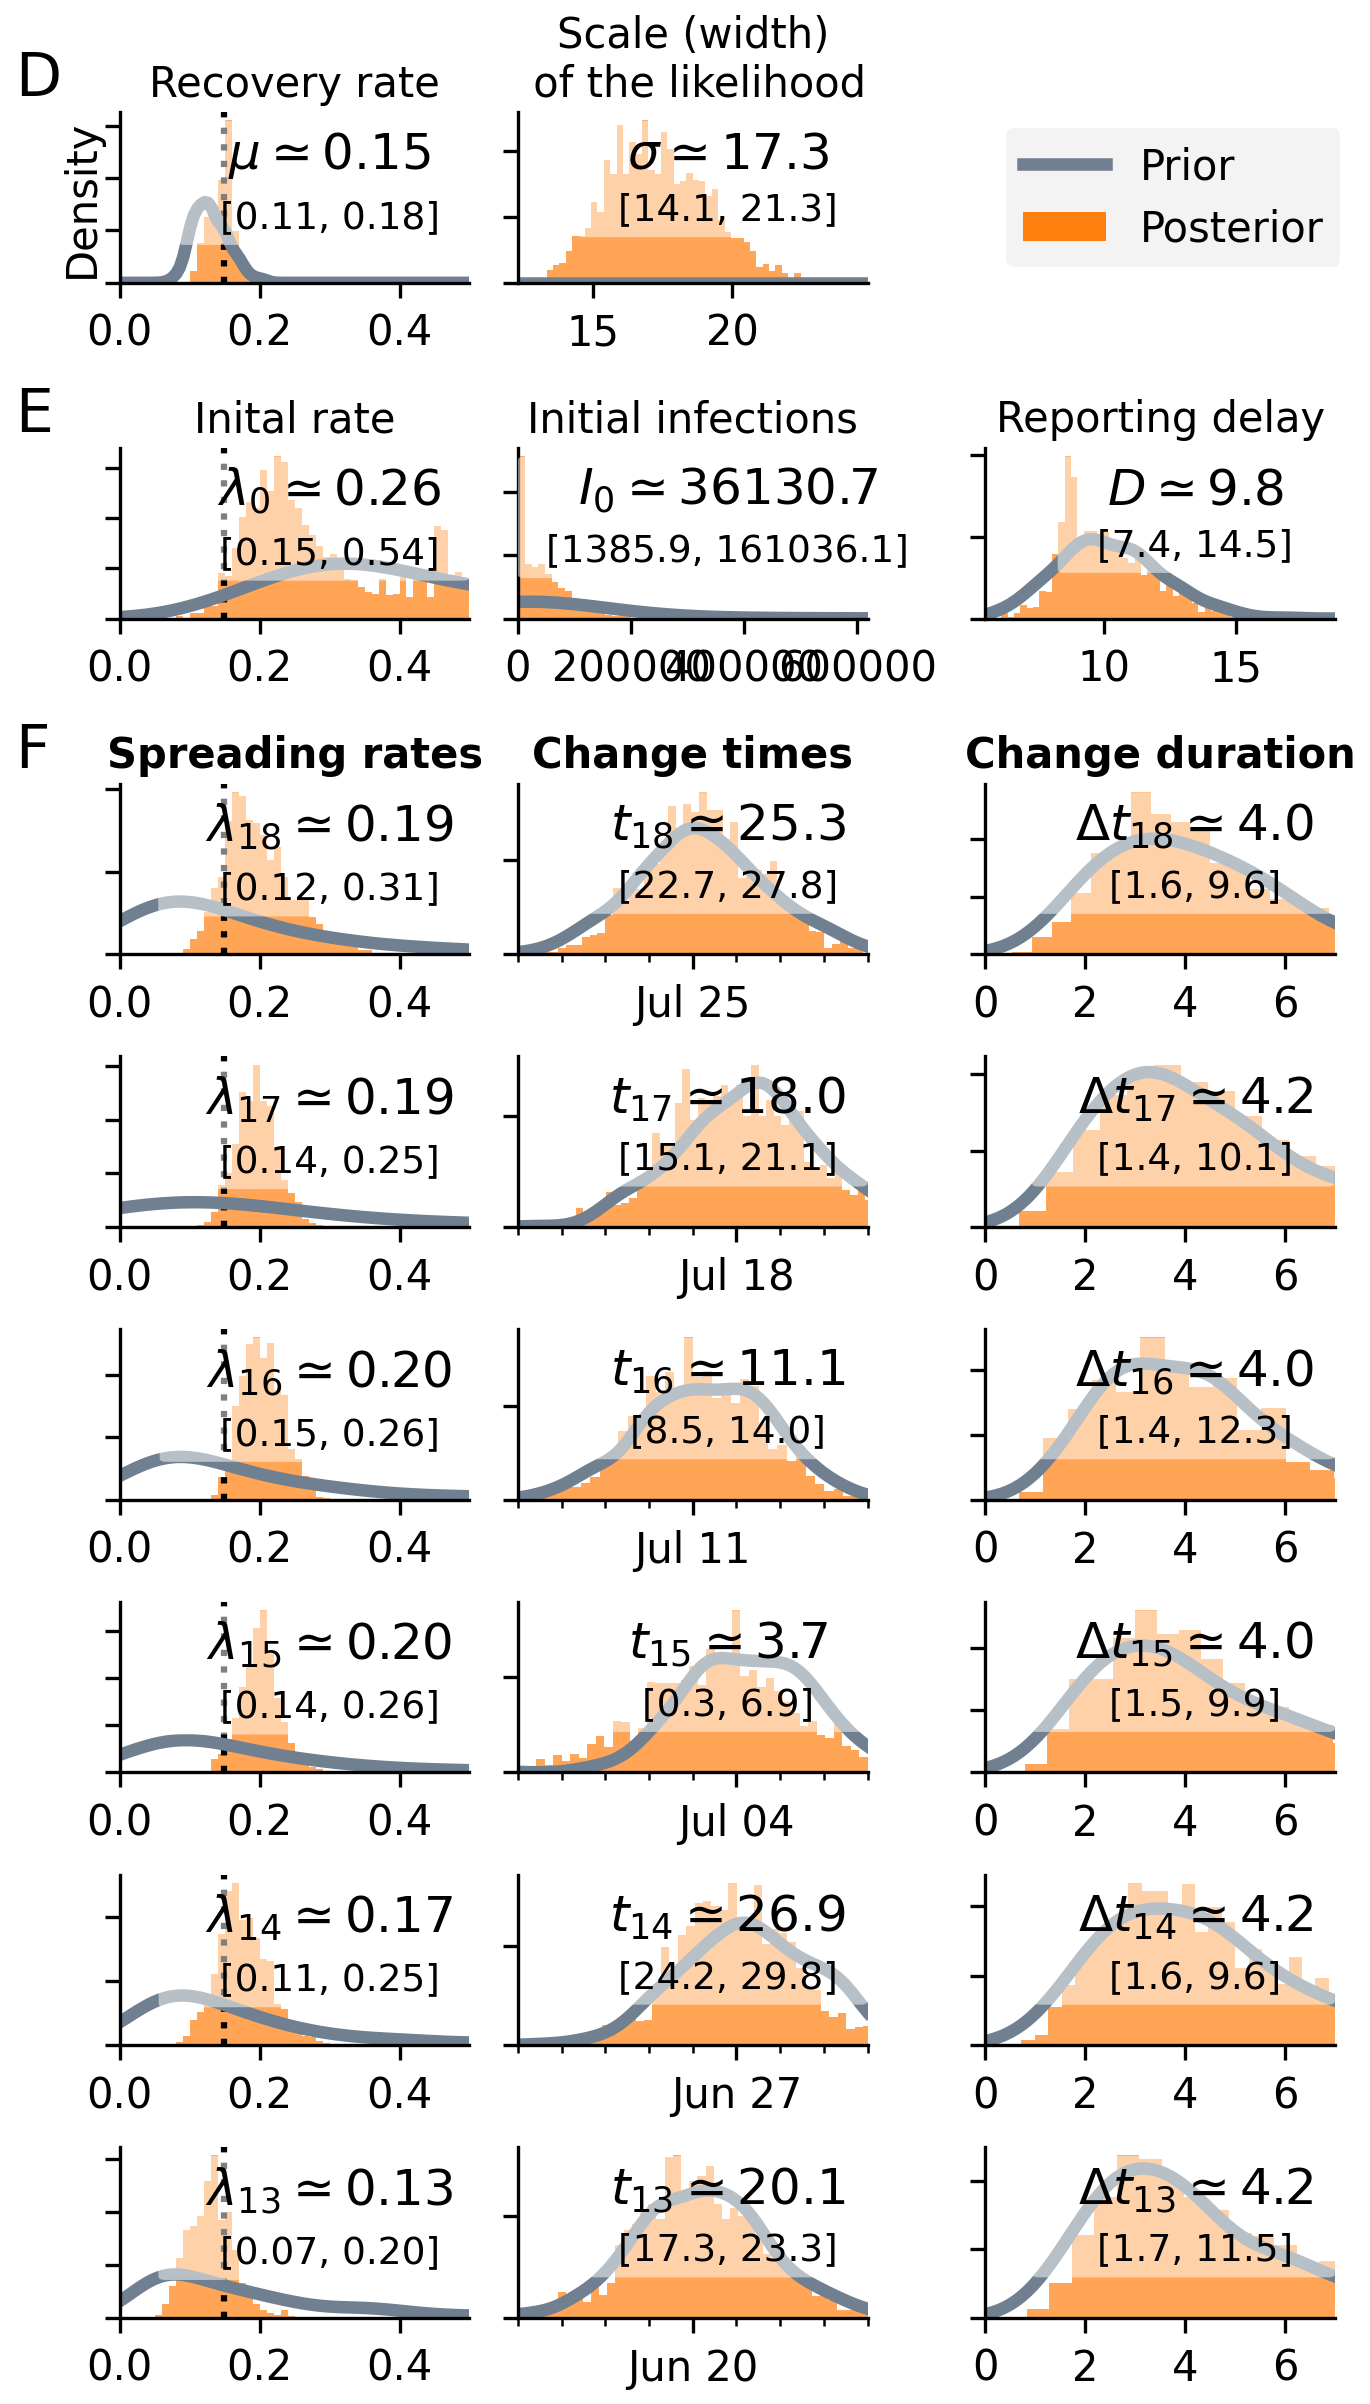 D
Recovery rate
Scale (width)
of the likelihood
Density
μ ≃ 0.15
[0.11, 0.18]
0.0 0.2 0.4
σ ≃ 17.3
[14.1, 21.3]
15 20
Prior
Posterior
E
Inital rate
λ0 ≃ 0.26
[0.15, 0.54]
0.0 0.2 0.4
Initial infections
I0 ≃ 36130.7
[1385.9, 161036.1]
0 200000 400000 600000
Reporting delay
D ≃ 9.8
[7.4, 14.5]
10 15
F
Spreading rates
Change times
Change duration
λ18 ≃ 0.19
[0.12, 0.31]
0.0 0.2 0.4
t18 ≃ 25.3
[22.7, 27.8]
Jul 25
Δt18 ≃ 4.0
[1.6, 9.6]
0 2 4 6
λ17 ≃ 0.19
[0.14, 0.25]
0.0 0.2 0.4
t17 ≃ 18.0
[15.1, 21.1]
Jul 18
Δt17 ≃ 4.2
[1.4, 10.1]
0 2 4 6
λ16 ≃ 0.20
[0.15, 0.26]
0.0 0.2 0.4
t16 ≃ 11.1
[8.5, 14.0]
Jul 11
Δt16 ≃ 4.0
[1.4, 12.3]
0 2 4 6
λ15 ≃ 0.20
[0.14, 0.26]
0.0 0.2 0.4
t15 ≃ 3.7
[0.3, 6.9]
Jul 04
Δt15 ≃ 4.0
[1.5, 9.9]
0 2 4 6
λ14 ≃ 0.17
[0.11, 0.25]
0.0 0.2 0.4
t14 ≃ 26.9
[24.2, 29.8]
Jun 27
Δt14 ≃ 4.2
[1.6, 9.6]
0 2 4 6
λ13 ≃ 0.13
[0.07, 0.20]
0.0 0.2 0.4
t13 ≃ 20.1
[17.3, 23.3]
Jun 20
Δt13 ≃ 4.2
[1.7, 11.5]
0 2 4 6